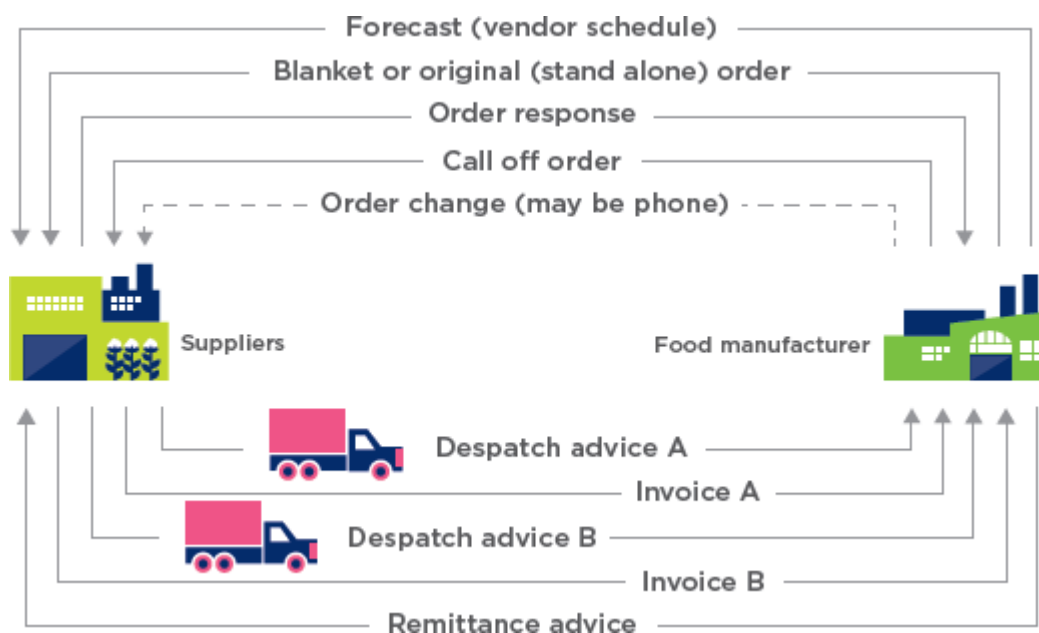 Forecast (vendor schedule)
Blanket or original (stand alone) order
Order response
Call off order
Order change (may be phone)
Suppliers
Food manufacturer
Despatch advice A
Invoice A
Despatch advice B
Invoice B
Remittance advice